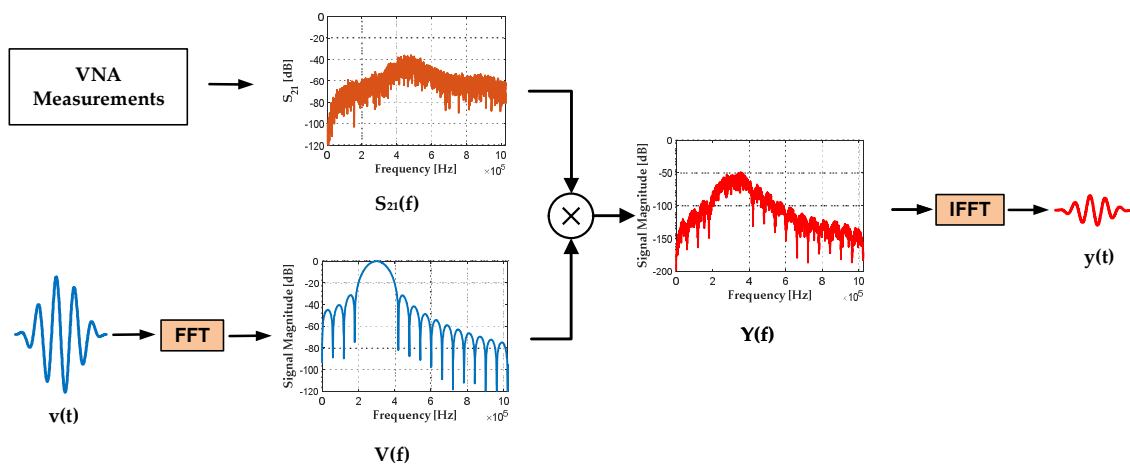 VNA
Measurements
S21 [dB]
0
-20
-40
-60
-80
-100
-120
0 2 4 6 8 10
Frequency [Hz]
×10^5
S21(f)
v(t)
FFT
Signal Magnitude [dB]
0
-20
-40
-60
-80
-100
-120
0 2 4 6 8 10
Frequency [Hz]
×10^5
V(f)
Signal Magnitude [dB]
0
-50
-100
-150
-200
0 2 4 6 8 10
Frequency [Hz]
×10^5
Y(f)
IFFT
y(t)